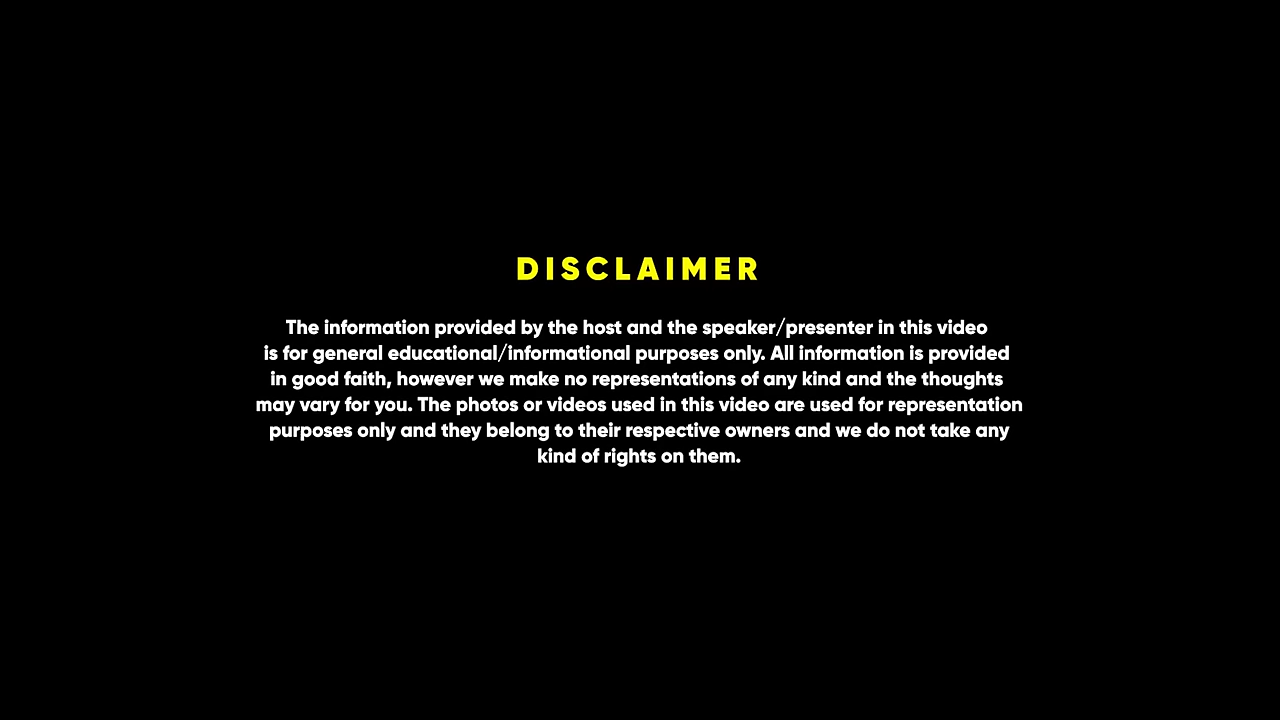 DISCLAIMER
The information provided by the host and the speaker/presenter in this video
is for general educational/informational purposes only. All information is provided
in good faith, however we make no representations of any kind and the thoughts
may vary for you. The photos or videos used in this video are used for representation
purposes only and they belong to their respective owners and we do not take any
kind of rights on them.